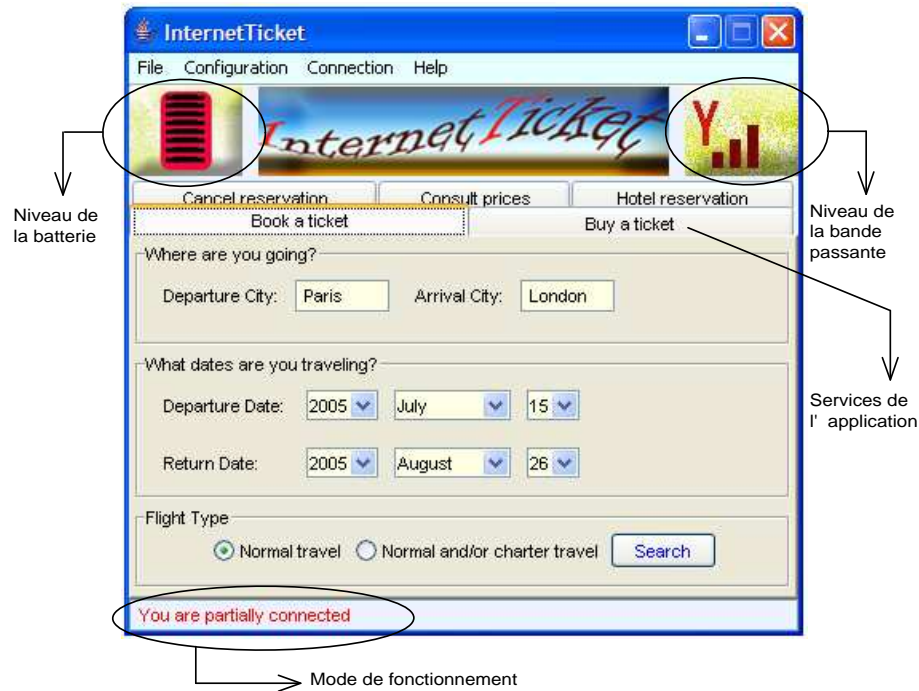 InternetTicket
File Configuration Connection Help
InternetTicket
Y
Niveau de
la batterie
Niveau de
la bande
passante
Cancel reservation Consult prices Hotel reservation
Book a ticket Buy a ticket
Where are you going?
Departure City: Paris Arrival City: London
What dates are you traveling?
Departure Date: 2005 July 15
Return Date: 2005 August 26
Services de
l' application
Flight Type
Normal travel Normal and/or charter travel Search
You are partially connected
Mode de fonctionnement